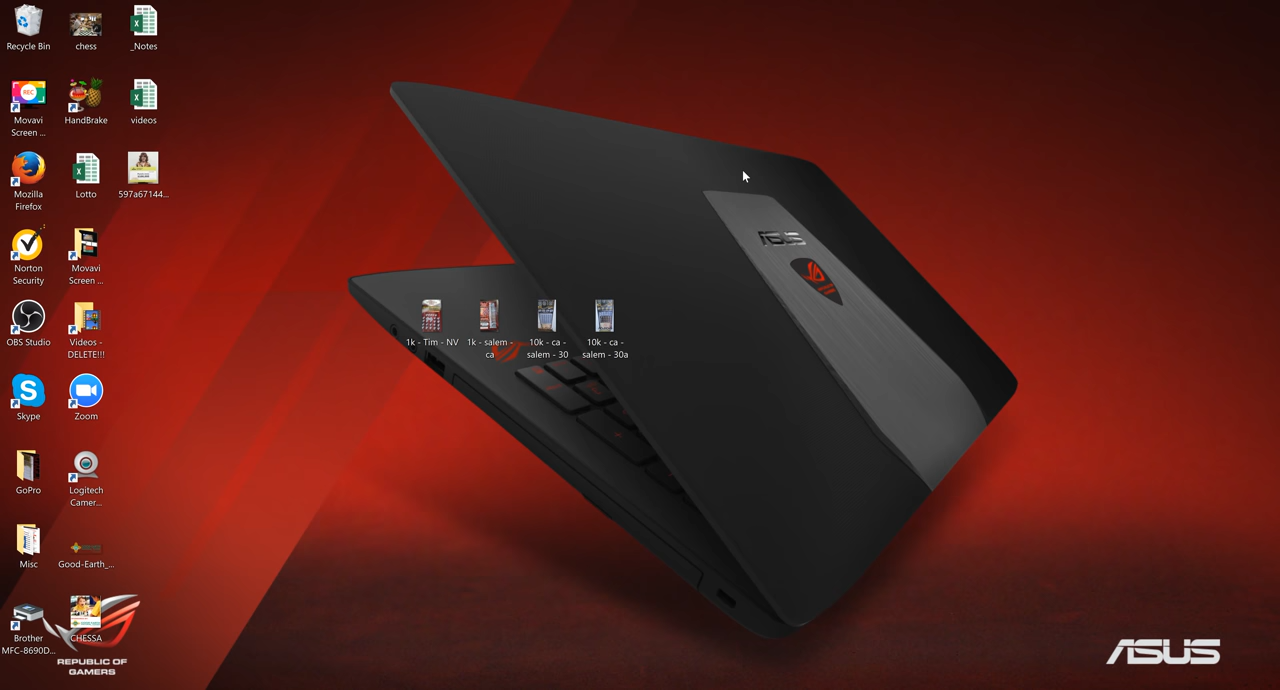 Recycle Bin
chess
_Notes
Movavi
Screen ...
HandBrake
videos
Mozilla
Firefox
Lotto
597a67144...
Norton
Security
Movavi
Screen ...
OBS Studio
Videos -
DELETE!!!
Skype
Zoom
GoPro
Logitech
Camer...
Misc
Good-Earth_...
Brother
MFC-8690D...
CHESSA
1k - Tim - NV
1k - salem -
ca
10k - ca -
salem - 30
10k - ca -
salem - 30a
REC
ASUS
REPUBLIC OF
GAMERS
ASUS